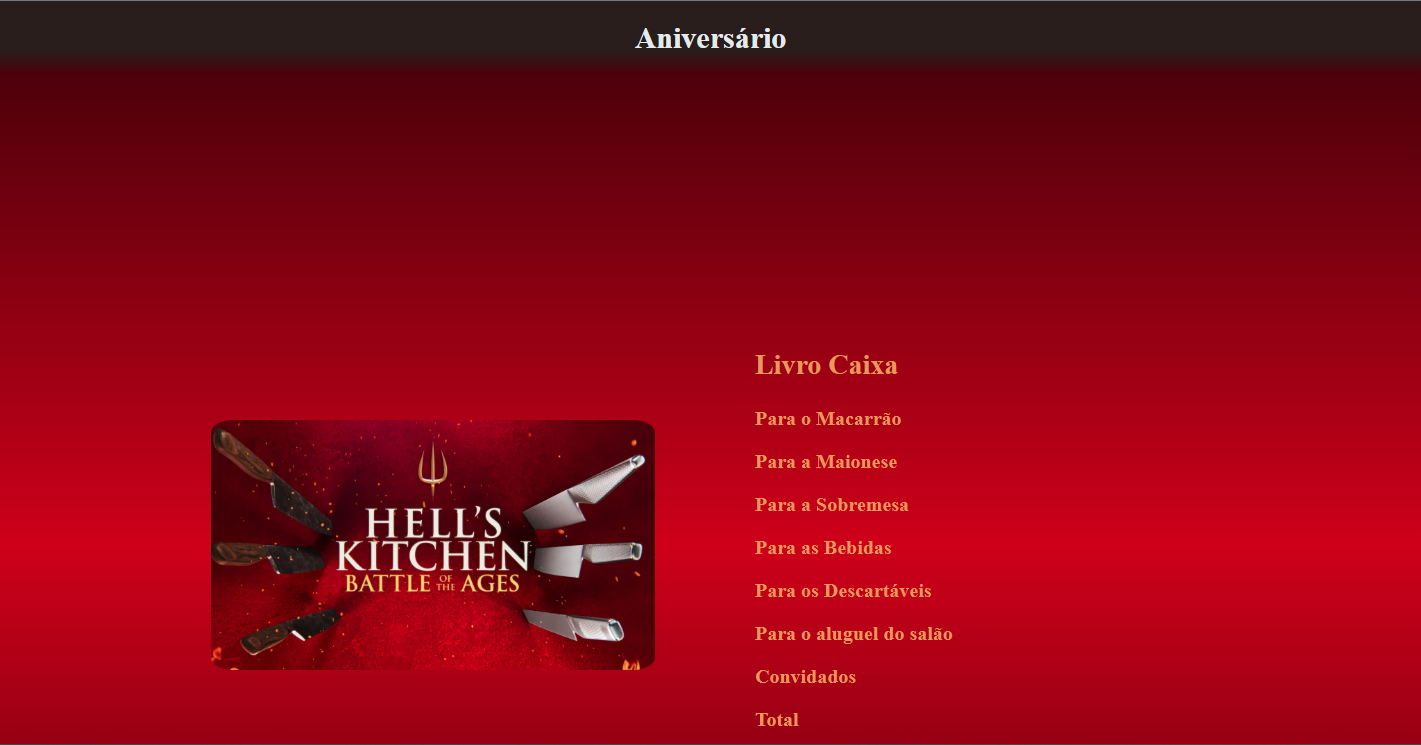 Aniversário
Livro Caixa
Para o Macarrão
Para a Maionese
Para a Sobremesa
Para as Bebidas
Para os Descartáveis
Para o aluguel do salão
Convidados
Total
HELL'S
KITCHEN
BATTLE OF THE AGES